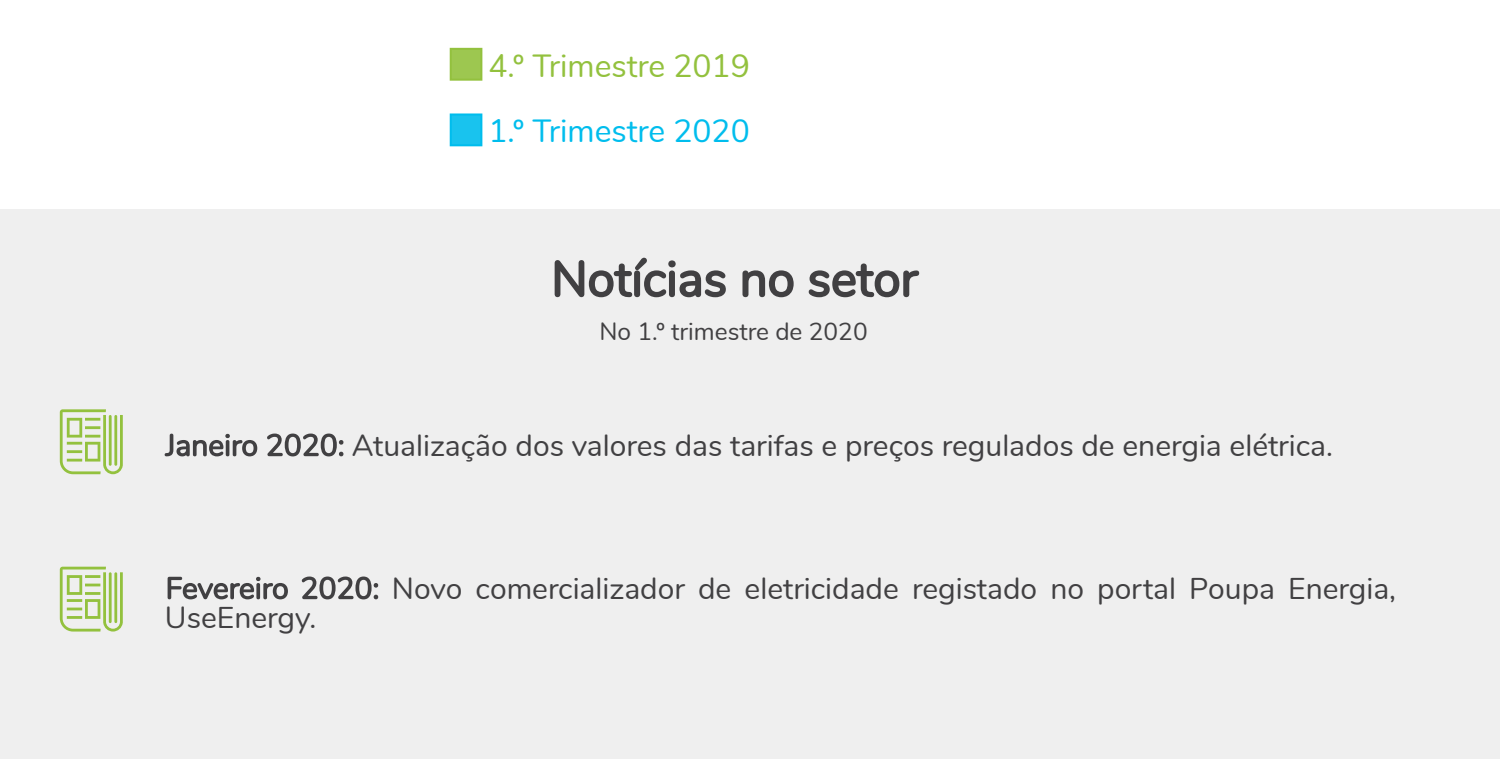 4.º Trimestre 2019
1.º Trimestre 2020
Notícias no setor
No 1.º trimestre de 2020
Janeiro 2020: Atualização dos valores das tarifas e preços regulados de energia elétrica.
Fevereiro 2020: Novo comercializador de eletricidade registado no portal Poupa Energia,
UseEnergy.